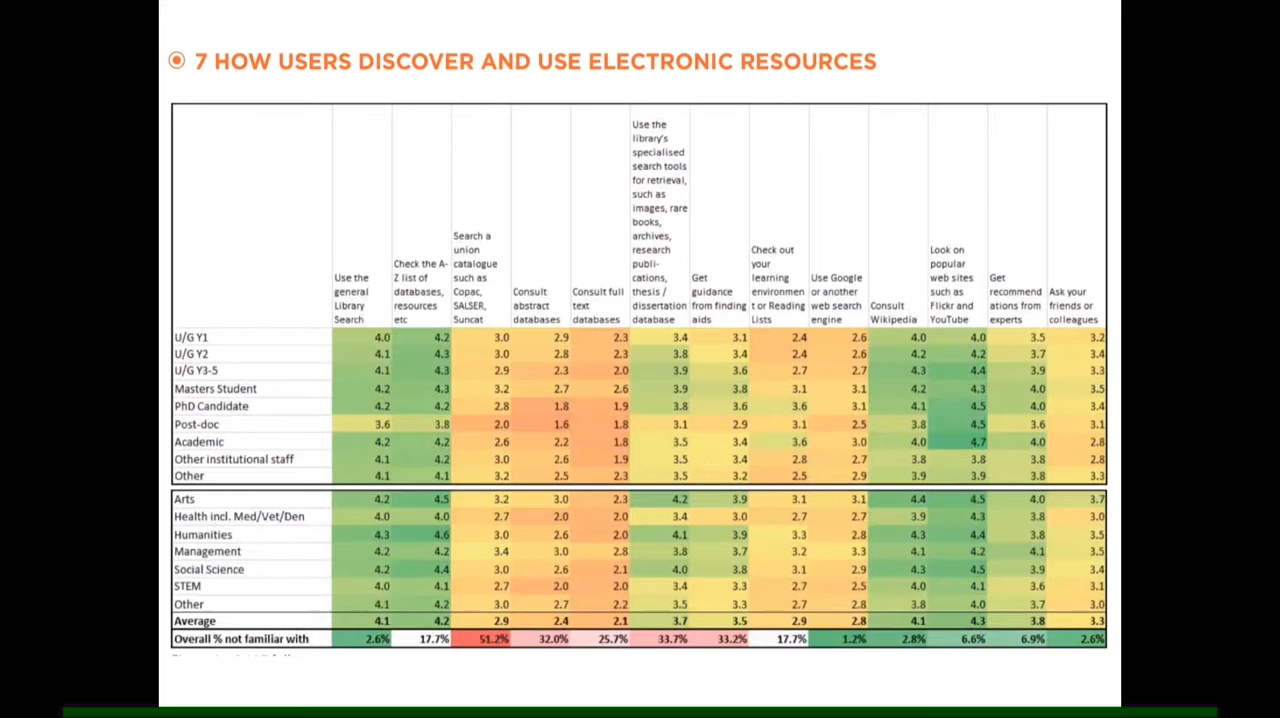 7 HOW USERS DISCOVER AND USE ELECTRONIC RESOURCES
Use the general Library Search
Check the A-Z list of databases, resources etc
Search a union catalogue such as Copac, SALSER, Suncat
Consult abstract databases
Consult full text databases
Use the library's specialised search tools for retrieval, such as images, rare books, archives, research publi-cations, thesis / dissertation database
Get guidance from finding aids
Check out your learning environmen t or Reading Lists
Use Google or another web search engine
Consult Wikipedia
Look on popular web sites such as Flickr and YouTube
Get recommend ations from experts
Ask your friends or colleagues
U/G Y1 4.0 4.2 3.0 2.9 2.3 3.4 3.1 2.4 2.6 4.0 4.0 3.5 3.2
U/G Y2 4.1 4.3 3.0 2.8 2.3 3.8 3.4 2.4 2.6 4.2 4.2 3.7 3.4
U/G Y3-5 4.1 4.3 2.9 2.3 2.0 3.9 3.6 2.7 2.7 4.3 4.4 3.9 3.3
Masters Student 4.2 4.3 3.2 2.7 2.6 3.9 3.8 3.1 3.1 4.2 4.3 4.0 3.5
PhD Candidate 4.2 4.2 2.8 1.8 1.9 3.8 3.6 3.6 3.1 4.1 4.5 4.0 3.4
Post-doc 3.6 3.8 2.0 1.6 1.8 3.1 2.9 3.1 2.5 3.8 4.5 3.6 3.1
Academic 4.2 4.2 2.6 2.2 1.8 3.5 3.4 3.6 3.0 4.0 4.7 4.0 2.8
Other institutional staff 4.1 4.2 3.0 2.6 1.9 3.5 3.4 2.8 2.7 3.8 3.8 3.8 2.8
Other 4.1 4.1 3.2 2.5 2.3 3.5 3.2 2.5 2.9 3.9 3.9 3.8 3.3
Arts 4.2 4.5 3.2 3.0 2.3 4.2 3.9 3.1 3.1 4.4 4.5 4.0 3.7
Health incl. Med/Vet/Den 4.0 4.0 2.7 2.0 2.0 3.4 3.0 2.7 2.7 3.9 4.3 3.8 3.0
Humanities 4.3 4.6 3.0 2.6 2.0 4.1 3.9 3.3 2.8 4.3 4.4 3.8 3.5
Management 4.2 4.2 3.4 3.0 2.8 3.8 3.7 3.2 3.3 4.1 4.2 4.1 3.5
Social Science 4.2 4.4 3.0 2.6 2.1 4.0 3.8 3.1 2.9 4.3 4.5 3.9 3.4
STEM 4.0 4.1 2.7 2.0 2.0 3.4 3.3 2.7 2.5 4.0 4.1 3.6 3.1
Other 4.1 4.2 3.0 2.7 2.2 3.5 3.3 2.7 2.8 3.8 4.0 3.7 3.0
Average 4.1 4.2 2.9 2.4 2.1 3.7 3.5 2.9 2.8 4.1 4.3 3.8 3.3
Overall % not familiar with 2.6% 17.7% 51.2% 32.0% 25.7% 33.7% 33.2% 17.7% 1.2% 2.8% 6.6% 6.9% 2.6%